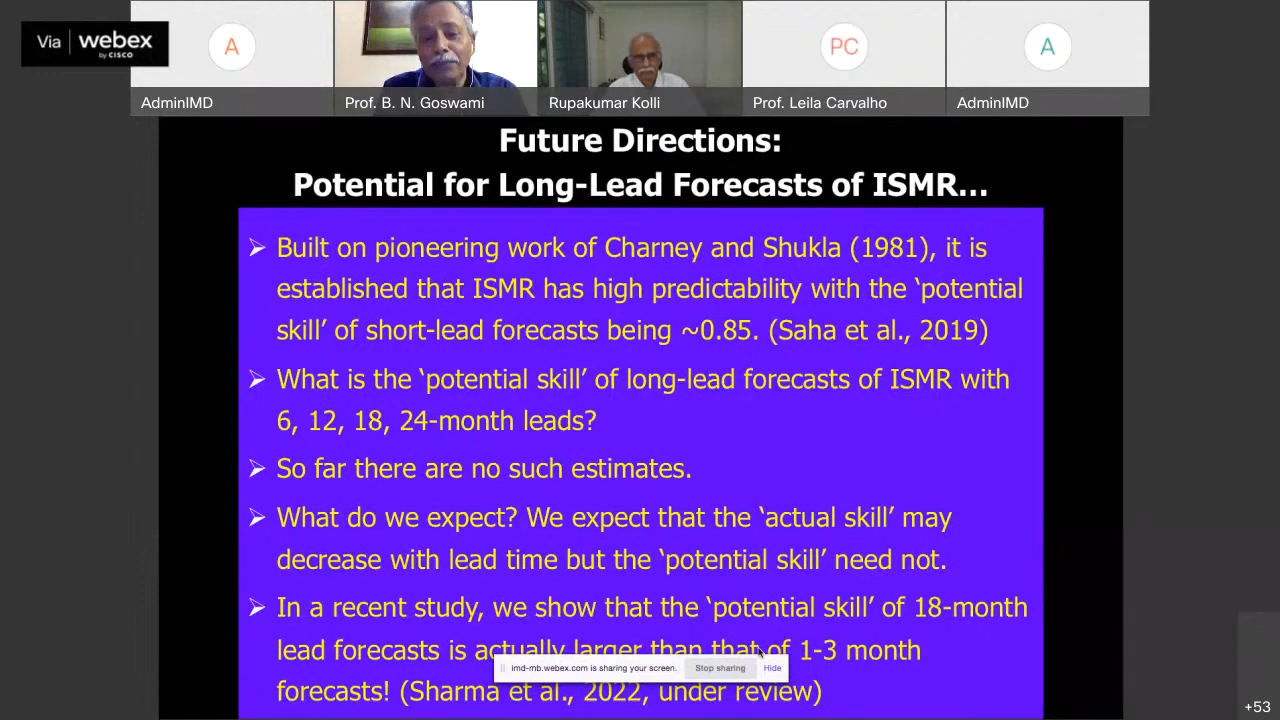 Via webex
by CISCO
A
PC
A
AdminIMD
Prof. B. N. Goswami
Rupakumar Kolli
Prof. Leila Carvalho
AdminIMD
Future Directions:
Potential for Long-Lead Forecasts of ISMR…
➢ Built on pioneering work of Charney and Shukla (1981), it is
established that ISMR has high predictability with the ‘potential
skill’ of short-lead forecasts being ~0.85. (Saha et al., 2019)
➢ What is the ‘potential skill’ of long-lead forecasts of ISMR with
6, 12, 18, 24-month leads?
➢ So far there are no such estimates.
➢ What do we expect? We expect that the ‘actual skill’ may
decrease with lead time but the ‘potential skill’ need not.
➢ In a recent study, we show that the ‘potential skill’ of 18-month
lead forecasts is actually larger than that of 1-3 month
imd-mb.webex.com is sharing your screen. Stop sharing Hide
forecasts! (Sharma et al., 2022, under review)
+53